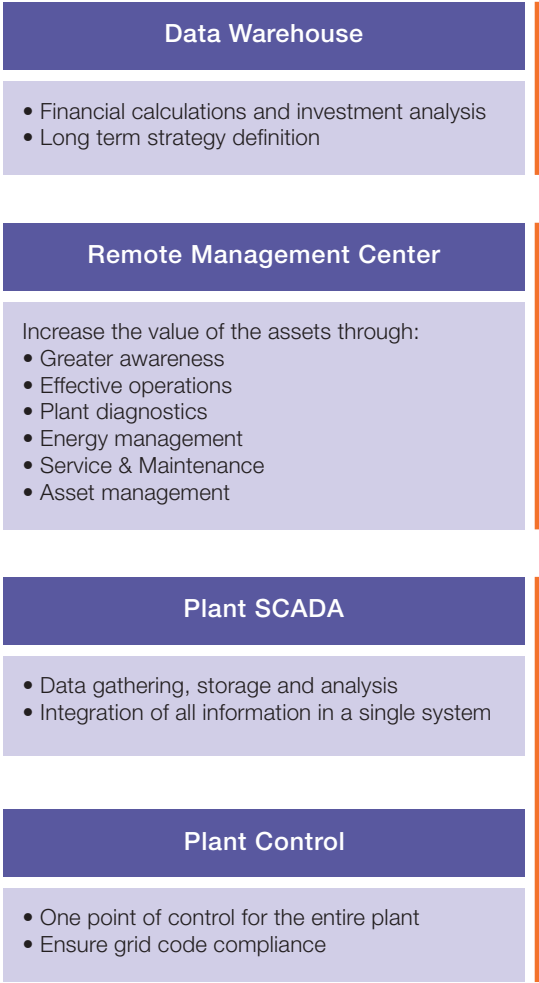 Data Warehouse
• Financial calculations and investment analysis
• Long term strategy definition
Remote Management Center
Increase the value of the assets through:
• Greater awareness
• Effective operations
• Plant diagnostics
• Energy management
• Service & Maintenance
• Asset management
Plant SCADA
• Data gathering, storage and analysis
• Integration of all information in a single system
Plant Control
• One point of control for the entire plant
• Ensure grid code compliance